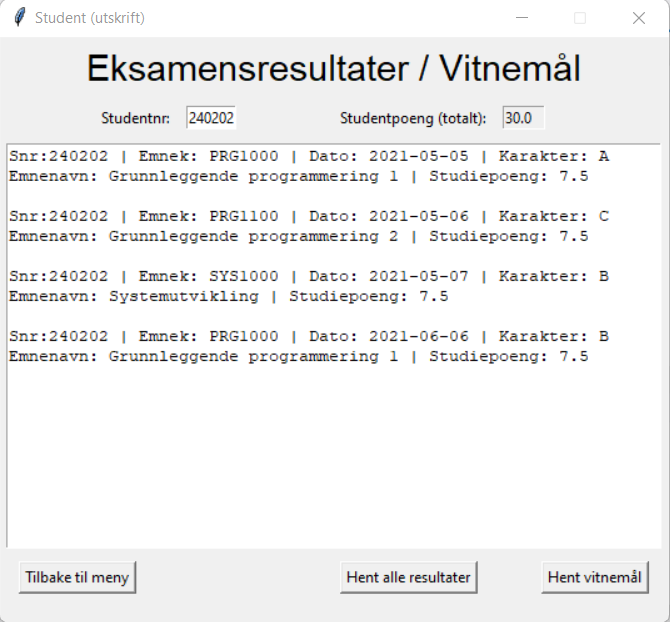 Student (utskrift)
Eksamensresultater / Vitnemål
Studentnr: 240202 Studentpoeng (totalt): 30.0
Snr:240202 | Emnek: PRG1000 | Dato: 2021-05-05 | Karakter: A
Emnenavn: Grunnleggende programmering 1 | Studiepoeng: 7.5
Snr:240202 | Emnek: PRG1100 | Dato: 2021-05-06 | Karakter: C
Emnenavn: Grunnleggende programmering 2 | Studiepoeng: 7.5
Snr:240202 | Emnek: SYS1000 | Dato: 2021-05-07 | Karakter: B
Emnenavn: Systemutvikling | Studiepoeng: 7.5
Snr:240202 | Emnek: PRG1000 | Dato: 2021-06-06 | Karakter: B
Emnenavn: Grunnleggende programmering 1 | Studiepoeng: 7.5
Tilbake til meny Hent alle resultater Hent vitnemål